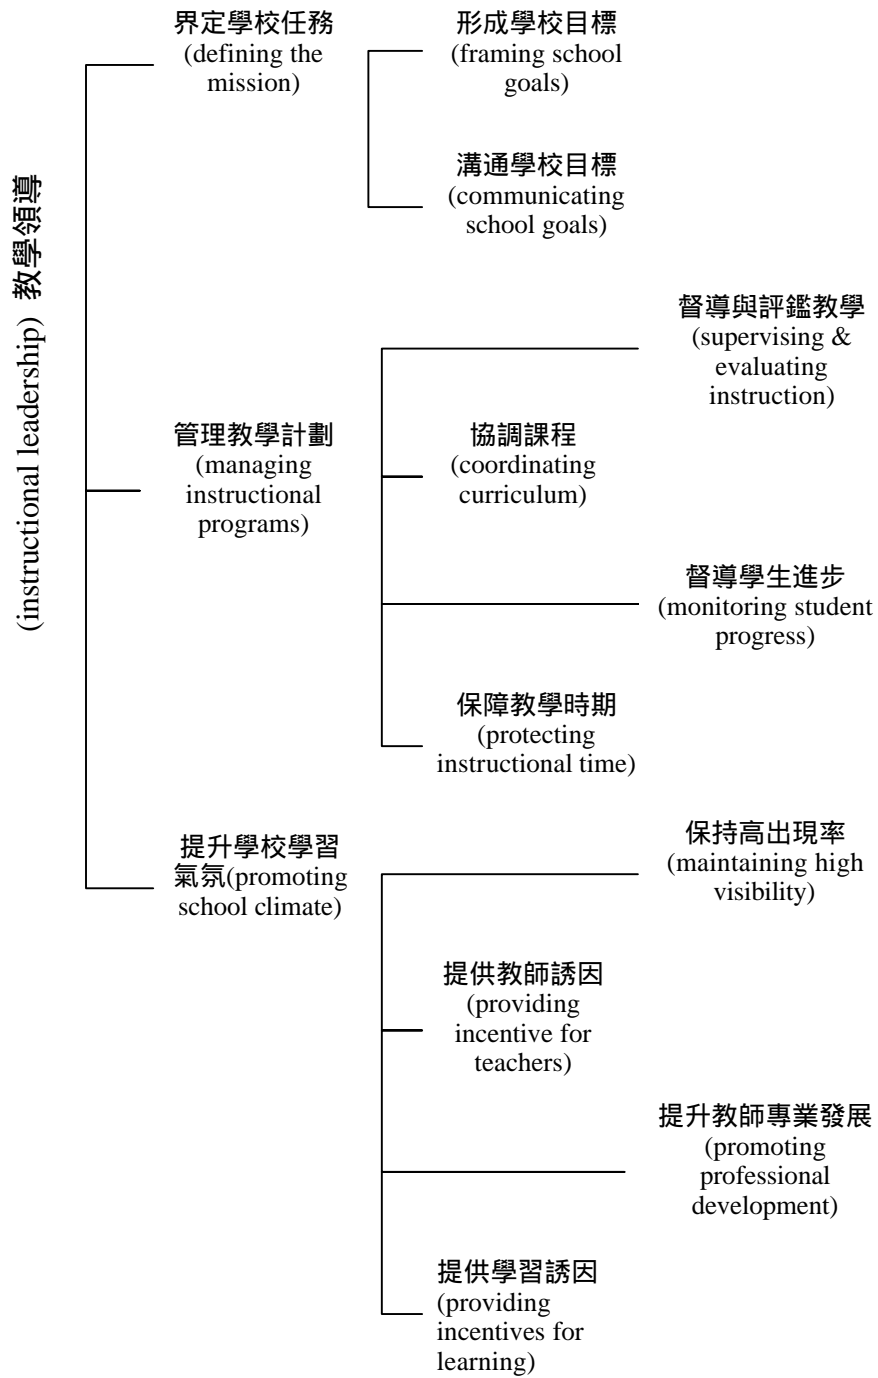 教學領導
(instructional leadership)
界定學校任務
(defining the
mission)
形成學校目標
(framing school
goals)
溝通學校目標
(communicating
school goals)
管理教學計劃
(managing
instructional
programs)
督導與評鑑教學
(supervising &
evaluating
instruction)
協調課程
(coordinating
curriculum)
督導學生進步
(monitoring student
progress)
保障教學時期
(protecting
instructional time)
提升學校學習
氣氛(promoting
school climate)
保持高出現率
(maintaining high
visibility)
提供教師誘因
(providing
incentive for
teachers)
提升教師專業發展
(promoting
professional
development)
提供學習誘因
(providing
incentives for
learning)